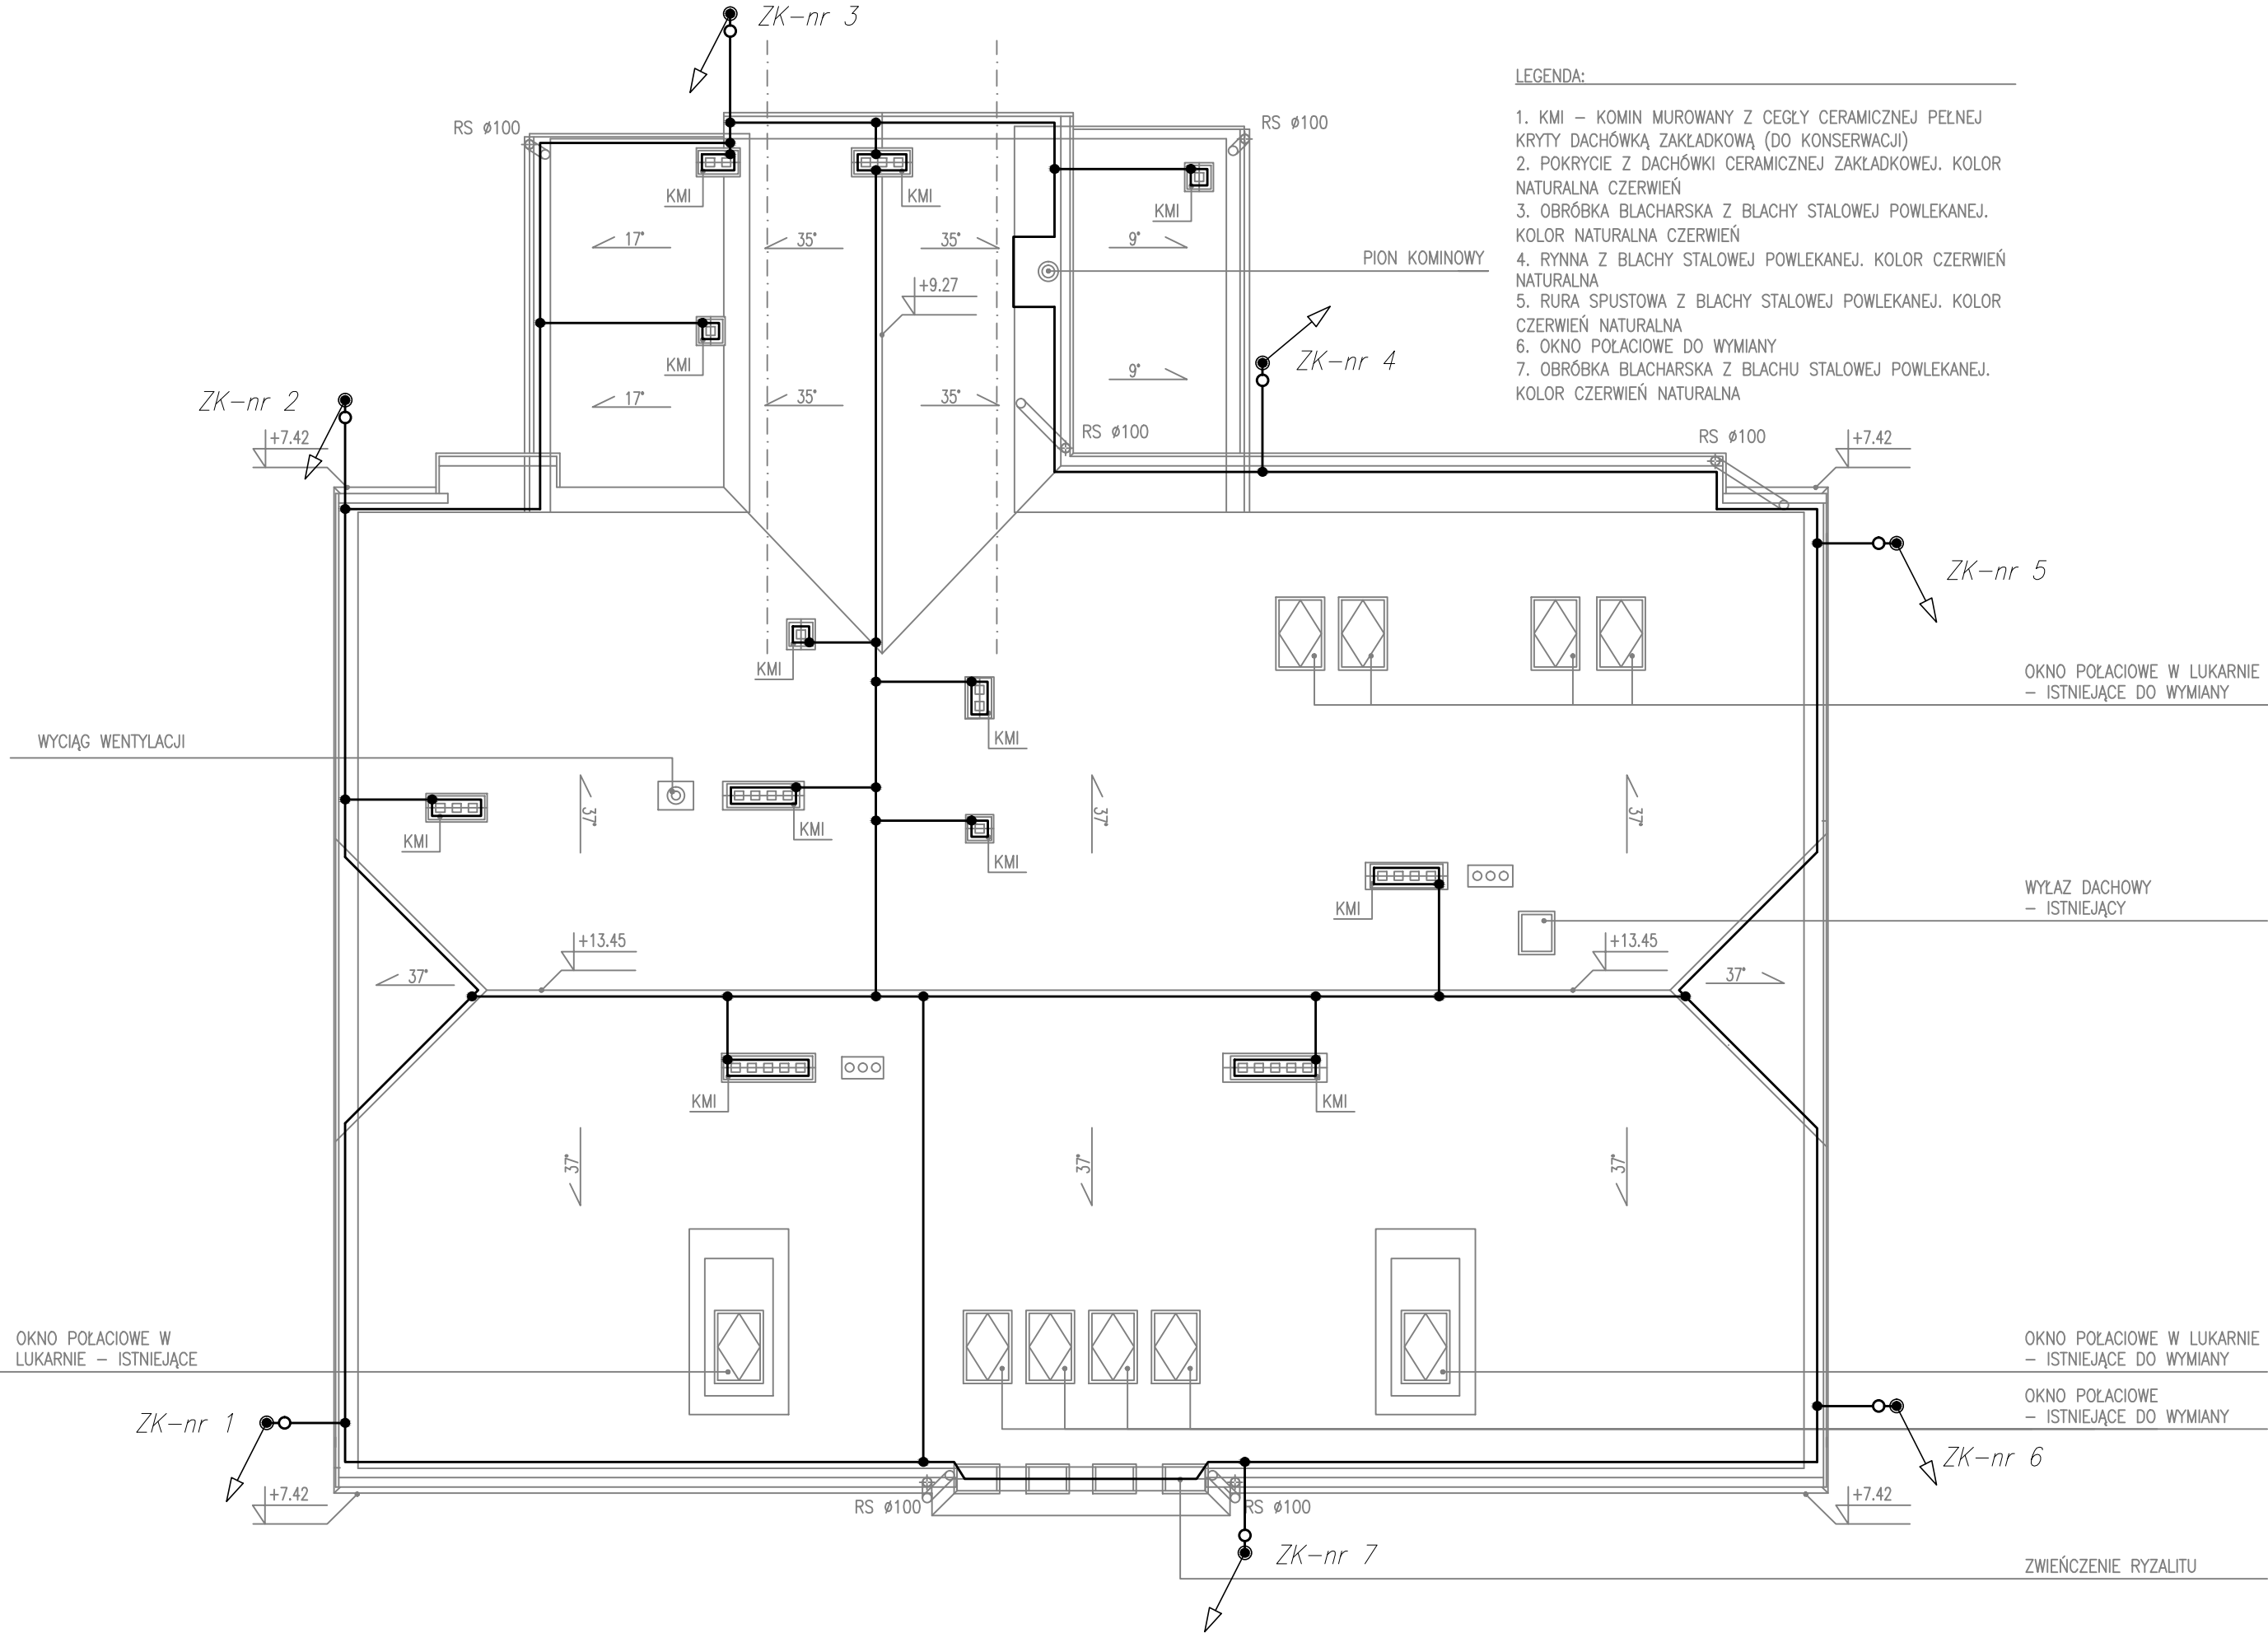 ZK-nr 3
LEGENDA:
1. KMI - KOMIN MUROWANY Z CEGŁY CERAMICZNEJ PEŁNEJ
KRYTY DACHÓWKĄ ZAKŁADKOWĄ (DO KONSERWACJI)
2. POKRYCIE Z DACHÓWKI CERAMICZNEJ ZAKŁADKOWEJ. KOLOR
NATURALNA CZERWIEŃ
3. OBRÓBKA BLACHARSKA Z BLACHY STALOWEJ POWLEKANEJ.
KOLOR NATURALNA CZERWIEŃ
4. RYNNA Z BLACHY STALOWEJ POWLEKANEJ. KOLOR CZERWIEŃ
NATURALNA
5. RURA SPUSTOWA Z BLACHY STALOWEJ POWLEKANEJ. KOLOR
CZERWIEŃ NATURALNA
6. OKNO POŁACIOWE DO WYMIANY
7. OBRÓBKA BLACHARSKA Z BLACHU STALOWEJ POWLEKANEJ.
KOLOR CZERWIEŃ NATURALNA
RS ø100
RS ø100
KMI
KMI
KMI
17°
35°
35°
9°
PION KOMINOWY
+9.27
KMI
ZK-nr 4
9°
17°
35°
35°
ZK-nr 2
+7.42
RS ø100
RS ø100
+7.42
ZK-nr 5
KMI
OKNO POŁACIOWE W LUKARNIE
- ISTNIEJĄCE DO WYMIANY
WYCIĄG WENTYLACJI
KMI
37°
37°
37°
KMI
KMI
KMI
KMI
WYŁAZ DACHOWY
- ISTNIEJĄCY
+13.45
+13.45
37°
37°
KMI
KMI
37°
37°
37°
OKNO POŁACIOWE W
LUKARNIE - ISTNIEJĄCE
OKNO POŁACIOWE W LUKARNIE
- ISTNIEJĄCE DO WYMIANY
OKNO POŁACIOWE
- ISTNIEJĄCE DO WYMIANY
ZK-nr 1
ZK-nr 6
+7.42
RS ø100
RS ø100
+7.42
ZK-nr 7
ZWIEŃCZENIE RYZALITU